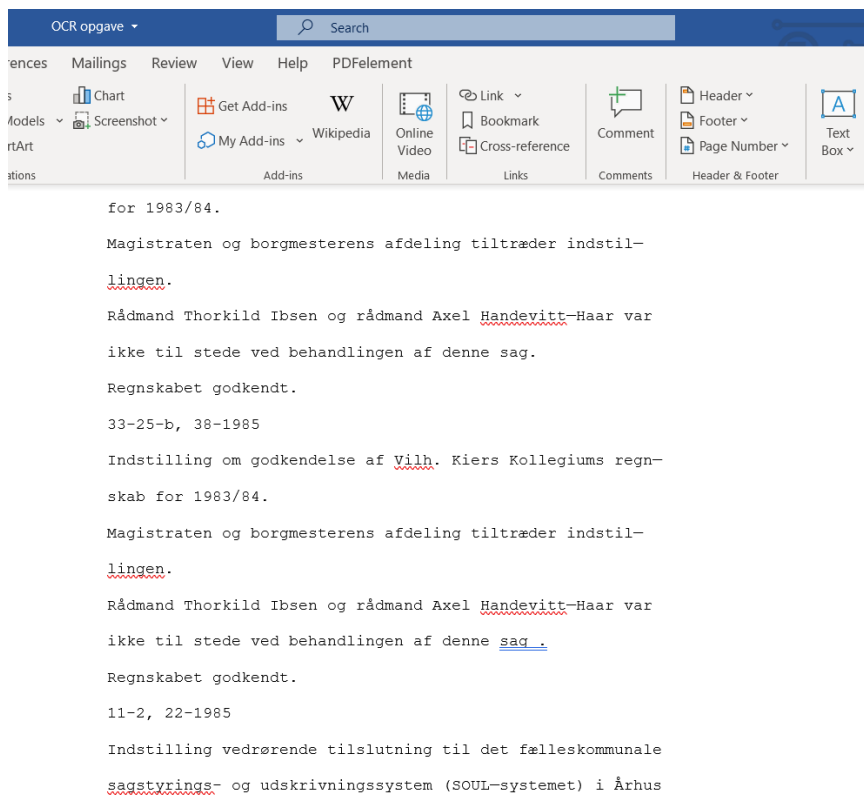 OCR opgave
Search
rences Mailings Review View Help PDFelement
s
Models
rtArt
ations
Chart
Screenshot
Get Add-ins
My Add-ins
W
Wikipedia
Add-ins
Online
Video
Media
Link
Bookmark
Cross-reference
Links
Comment
Comments
Header
Footer
Page Number
Header & Footer
A
Text
Box
for 1983/84.
Magistraten og borgmesterens afdeling tiltræder indstil—
lingen.
Rådmand Thorkild Ibsen og rådmand Axel Handevitt—Haar var
ikke til stede ved behandlingen af denne sag.
Regnskabet godkendt.
33-25-b, 38-1985
Indstilling om godkendelse af Vilh. Kiers Kollegiums regn—
skab for 1983/84.
Magistraten og borgmesterens afdeling tiltræder indstil—
lingen.
Rådmand Thorkild Ibsen og rådmand Axel Handevitt—Haar var
ikke til stede ved behandlingen af denne sag .
Regnskabet godkendt.
11-2, 22-1985
Indstilling vedrørende tilslutning til det fælleskommunale
sagstyrings- og udskrivningssystem (SOUL—systemet) i Århus